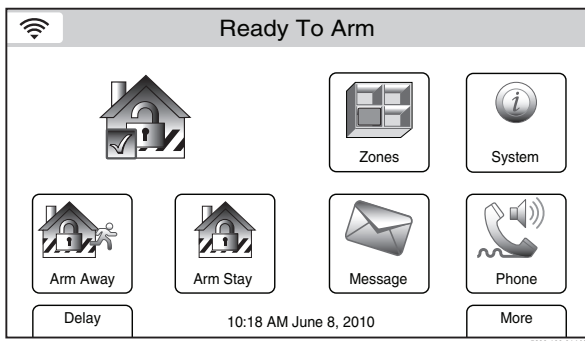 Ready To Arm
Zones
System
Arm Away
Arm Stay
Message
Phone
Delay
10:18 AM June 8, 2010
More